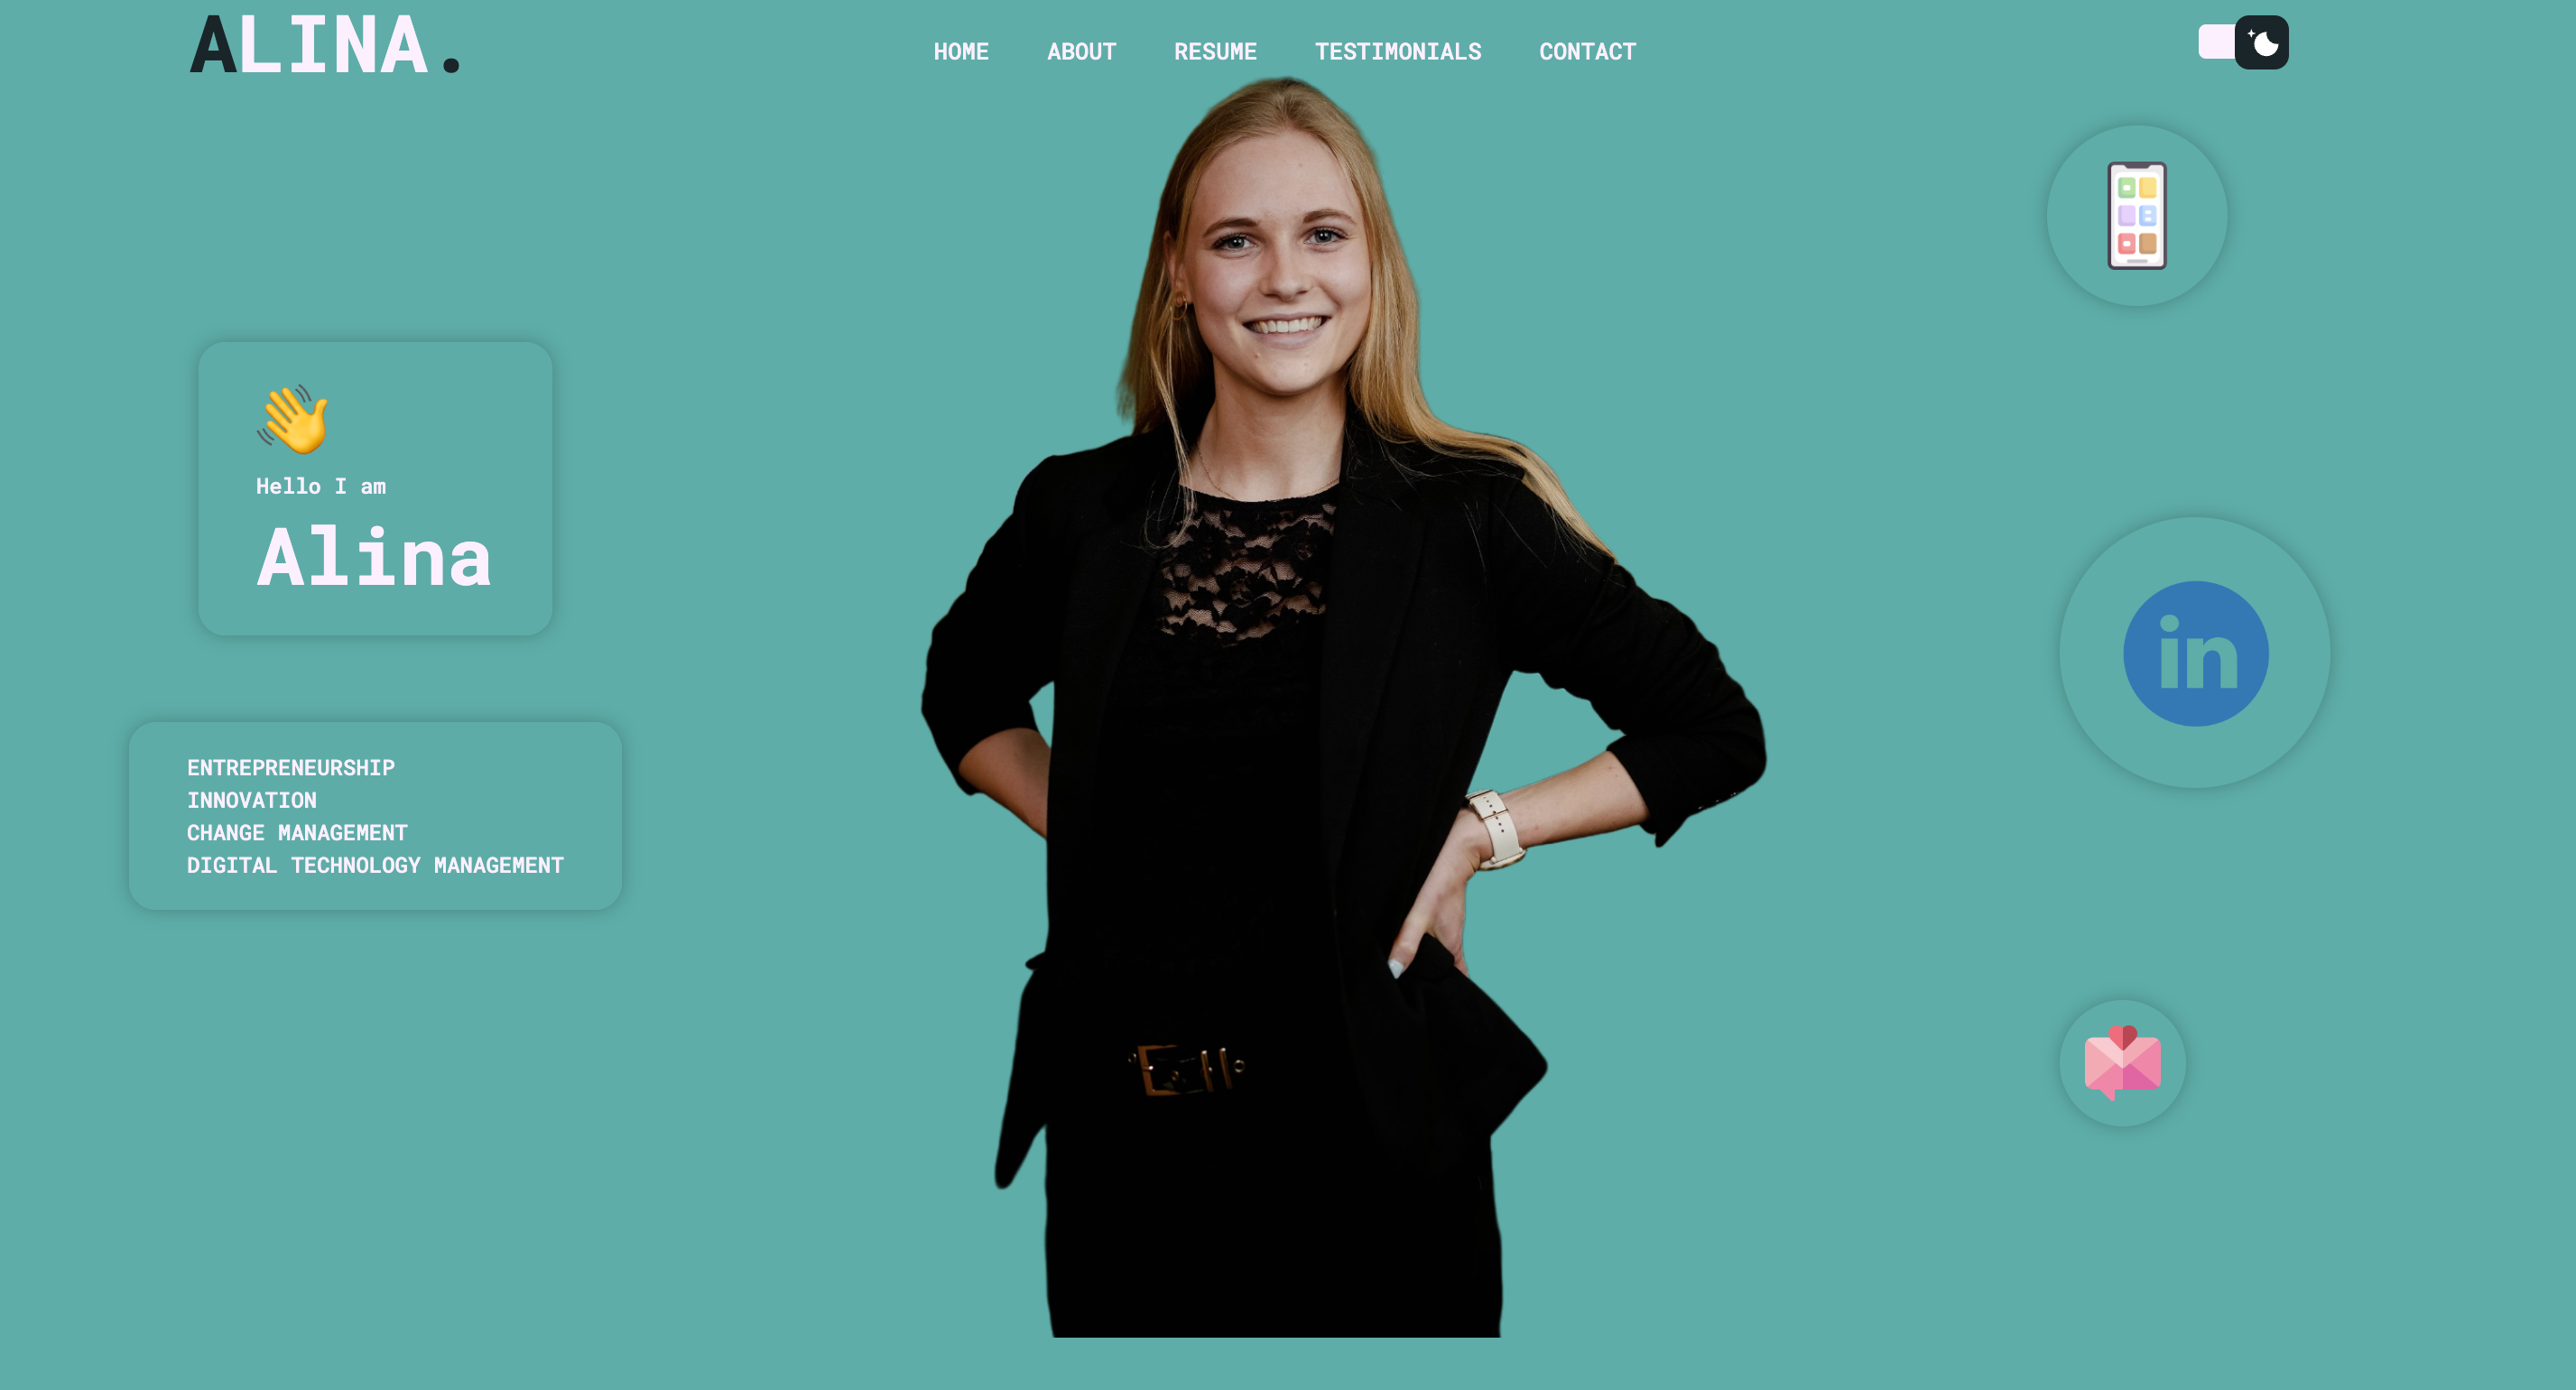 ALINA.
HOME ABOUT RESUME TESTIMONIALS CONTACT
Hello I am
Alina
ENTREPRENEURSHIP
INNOVATION
CHANGE MANAGEMENT
DIGITAL TECHNOLOGY MANAGEMENT
in